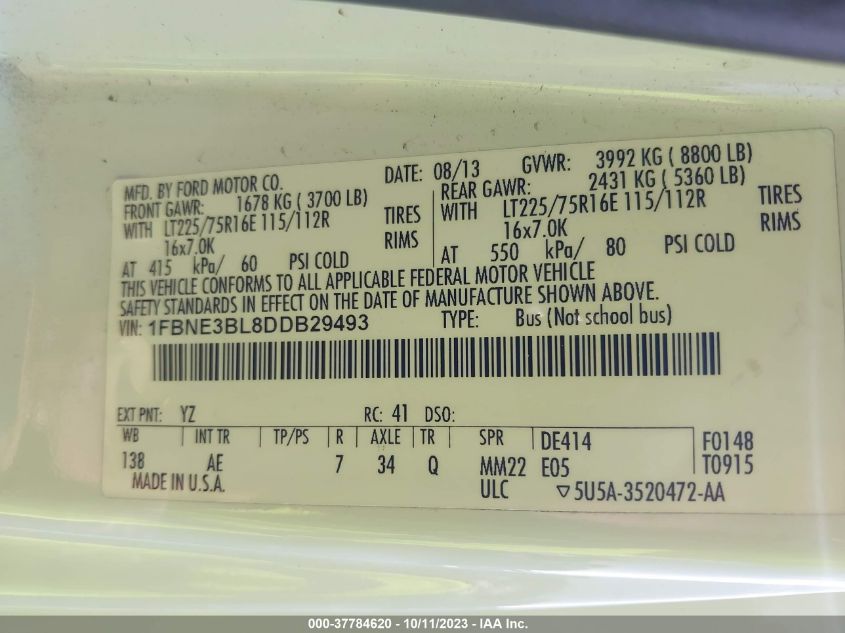 MFD. BY FORD MOTOR CO.
DATE: 08/13
GVWR: 3992 KG ( 8800 LB)
FRONT GAWR: 1678 KG ( 3700 LB)
REAR GAWR: 2431 KG ( 5360 LB)
WITH LT225/75R16E 115/112R TIRES
WITH LT225/75R16E 115/112R TIRES
16x7.0K RIMS
16x7.0K RIMS
AT 415 kPa/ 60 PSI COLD
AT 550 kPa/ 80 PSI COLD
THIS VEHICLE CONFORMS TO ALL APPLICABLE FEDERAL MOTOR VEHICLE
SAFETY STANDARDS IN EFFECT ON THE DATE OF MANUFACTURE SHOWN ABOVE.
VIN: 1FBNE3BL8DDB29493
TYPE: Bus (Not school bus)
EXT PNT: YZ RC: 41 DSO:
WB INT TR TP/PS R AXLE TR SPR DE414 F0148
138 AE 7 34 Q MM22 E05 T0915
MADE IN U.S.A. ULC ▽5U5A-3520472-AA
000-37784620 - 10/11/2023 - IAA Inc.